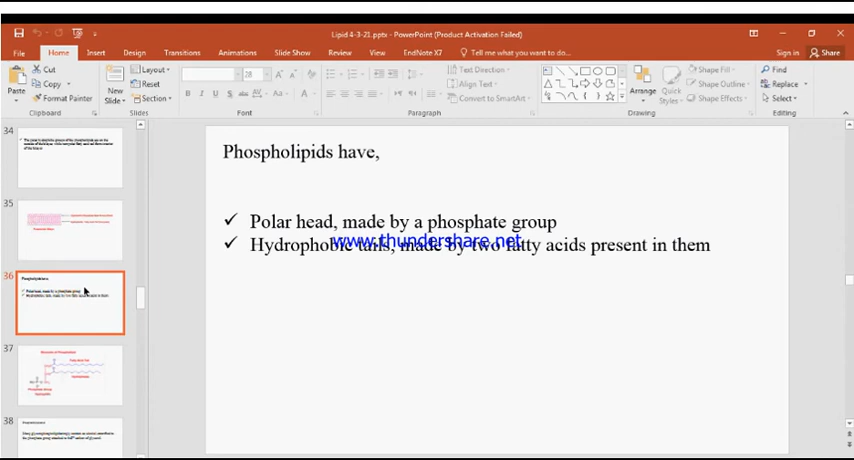 Lipid 4-3-21.pptx - PowerPoint (Product Activation Failed)
File Home Insert Design Transitions Animations Slide Show Review View EndNote X7 Tell me what you want to do... Sign in Share
Cut
Copy
Format Painter
Paste
Clipboard
New
Slide
Layout
Reset
Section
Slides
28
B I U S abc AV Aa A
Font
Text Direction
Align Text
Convert to SmartArt
Paragraph
Arrange
Quick
Styles
Shape Fill
Shape Outline
Shape Effects
Drawing
Find
Replace
Select
Editing
34
35
36
37
38
Phospholipids have,
Polar head, made by a phosphate group
Hydrophobic tails, made by two fatty acids present in them
www.thundershare.net